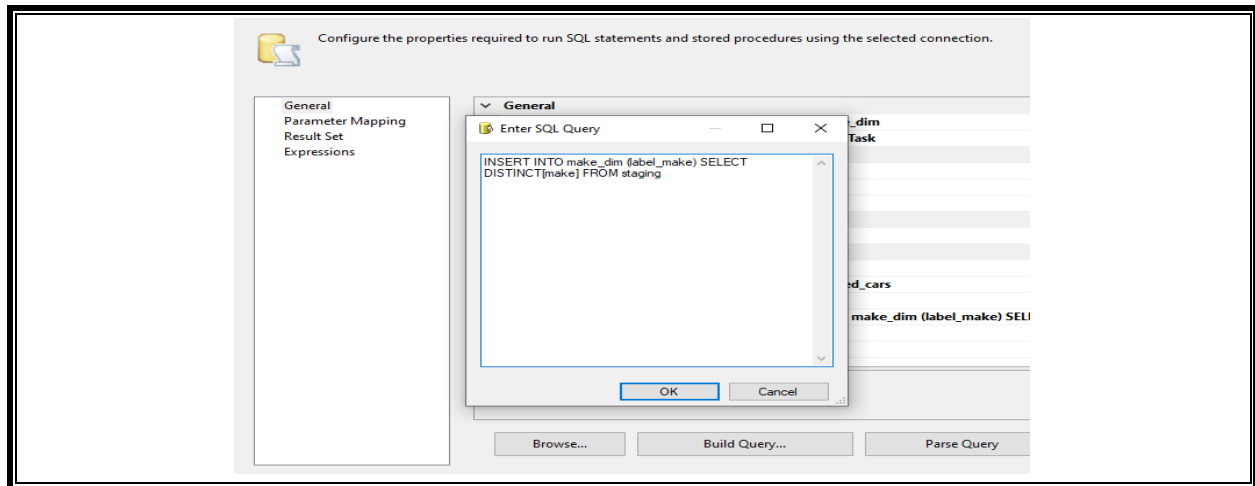 Configure the properties required to run SQL statements and stored procedures using the selected connection.
General
Parameter Mapping
Result Set
Expressions
General
_dim
Task
Enter SQL Query
INSERT INTO make_dim (label_make) SELECT
DISTINCT[make] FROM staging
ed_cars
make_dim (label_make) SEL
OK
Cancel
Browse...
Build Query...
Parse Query